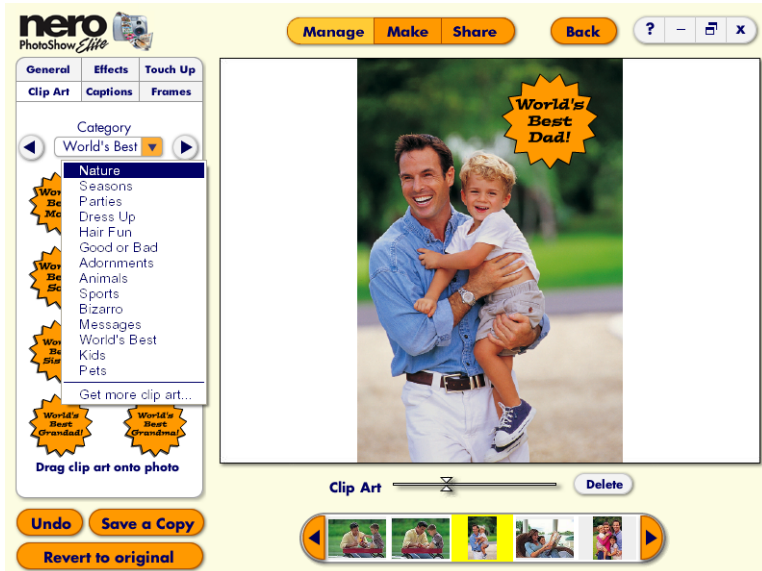 nero
PhotoShow Elite
Manage Make Share
Back
? – x
General Effects Touch Up
Clip Art Captions Frames
Category
World's Best
Nature
Seasons
Parties
Dress Up
Hair Fun
Good or Bad
Adornments
Animals
Sports
Bizarro
Messages
World's Best
Kids
Pets
Get more clip art...
World's
Best
Grandad!
World's
Best
Grandma!
Drag clip art onto photo
Undo
Save a Copy
Revert to original
World's
Best
Dad!
Clip Art
Delete